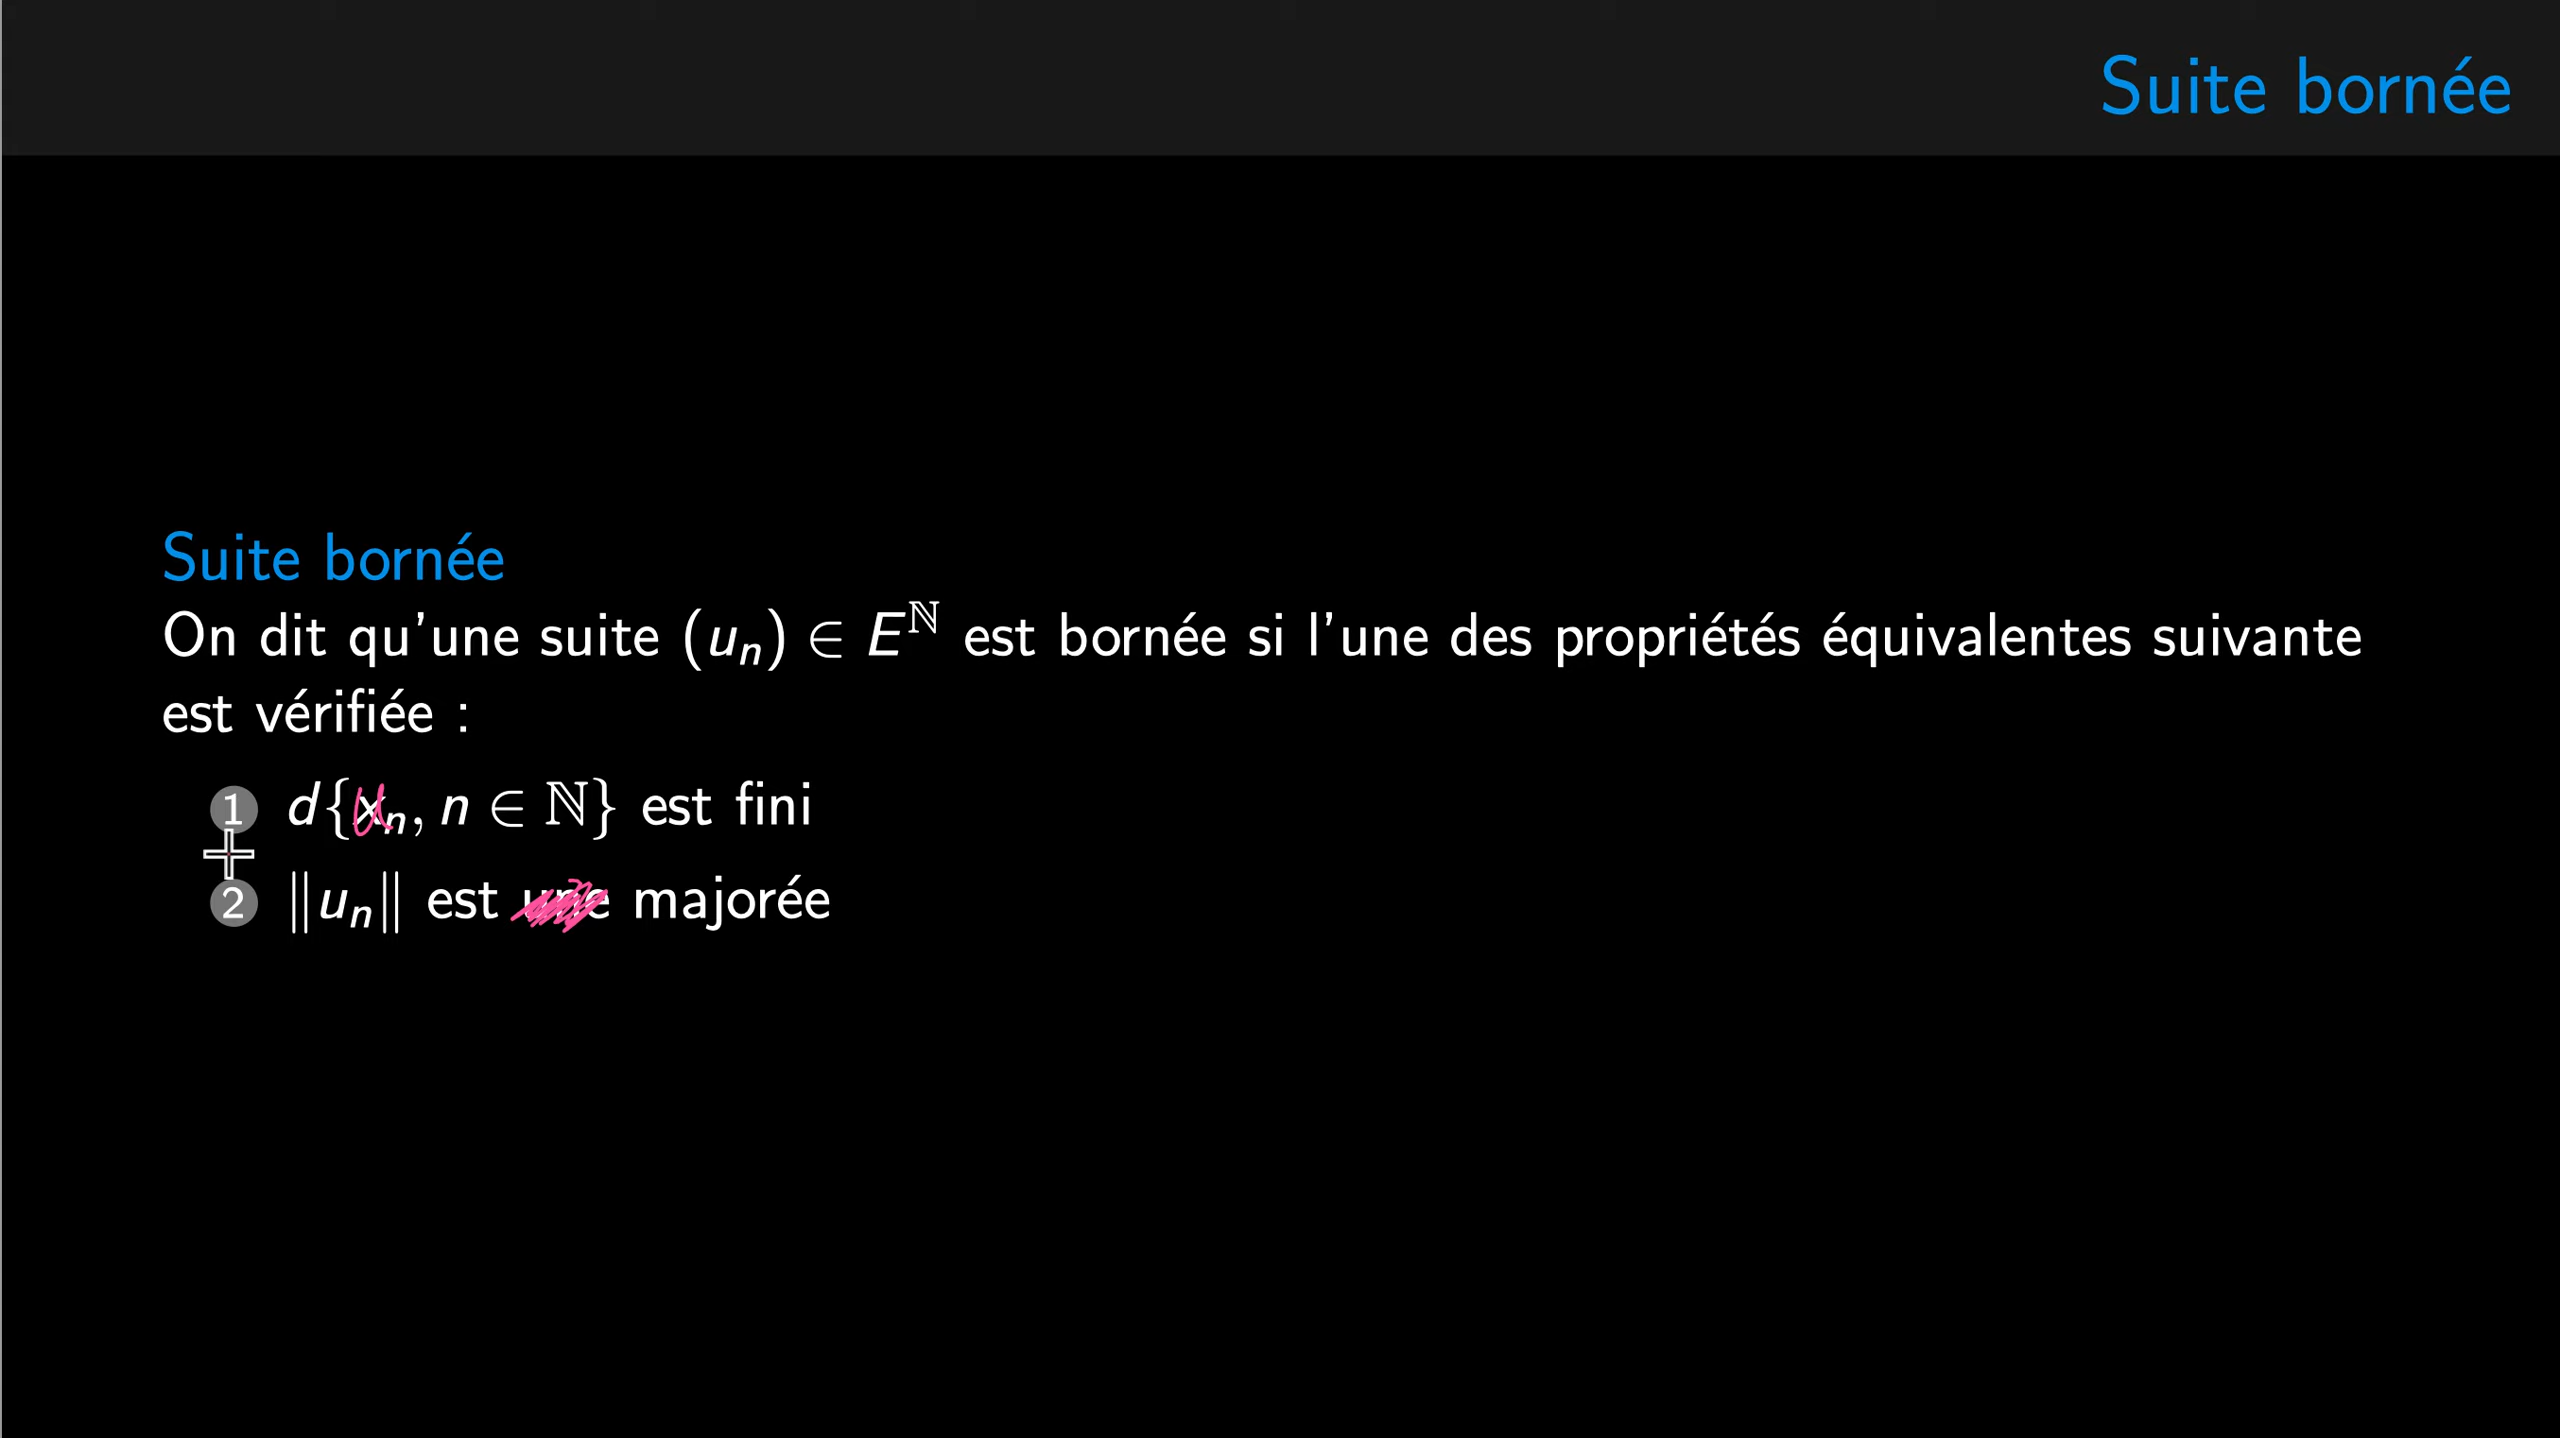 Suite bornée
Suite bornée
On dit qu'une suite (uₙ) ∈ Eᴺ est bornée si l'une des propriétés équivalentes suivante
est vérifiée :
1 d{uₙ, n ∈ ℕ} est fini
2 ‖uₙ‖ est une majorée